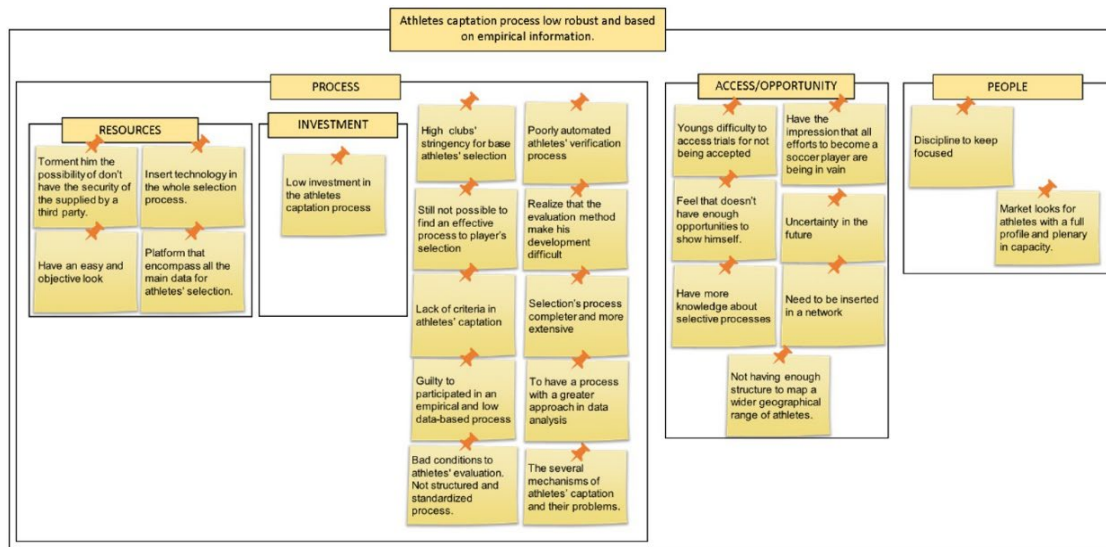 Athletes captation process low robust and based
on empirical information.
PROCESS
RESOURCES
Torment him the
possibility of don't
have the security of
the supplied by a
third party.
Insert technology in
the whole selection
process.
Have an easy and
objective look
Platform that
encompass all the
main data for
athletes' selection.
INVESTMENT
Low investment in
the athletes
captation process
High clubs'
stringency for base
athletes' selection
Poorly automated
athletes' verification
process
Still not possible to
find an effective
process to player's
selection
Realize that the
evaluation method
make his
development
difficult
Lack of criteria in
athletes' captation
Selection's process
completer and more
extensive
Guilty to
participated in an
empirical and low
data-based process
To have a process
with a greater
approach in data
analysis
Bad conditions to
athletes' evaluation.
Not structured and
standardized
process.
The several
mechanisms of
athletes' captation
and their problems.
ACCESS/OPPORTUNITY
Youngs difficulty to
access trials for not
being accepted
Have the
impression that all
efforts to become a
soccer player are
being in vain
Feel that doesn't
have enough
opportunities to
show himself.
Uncertainty in the
future
Have more
knowledge about
selective processes
Need to be inserted
in a network
Not having enough
structure to map a
wider geographical
range of athletes.
PEOPLE
Discipline to keep
focused
Market looks for
athletes with a full
profile and plenary
in capacity.